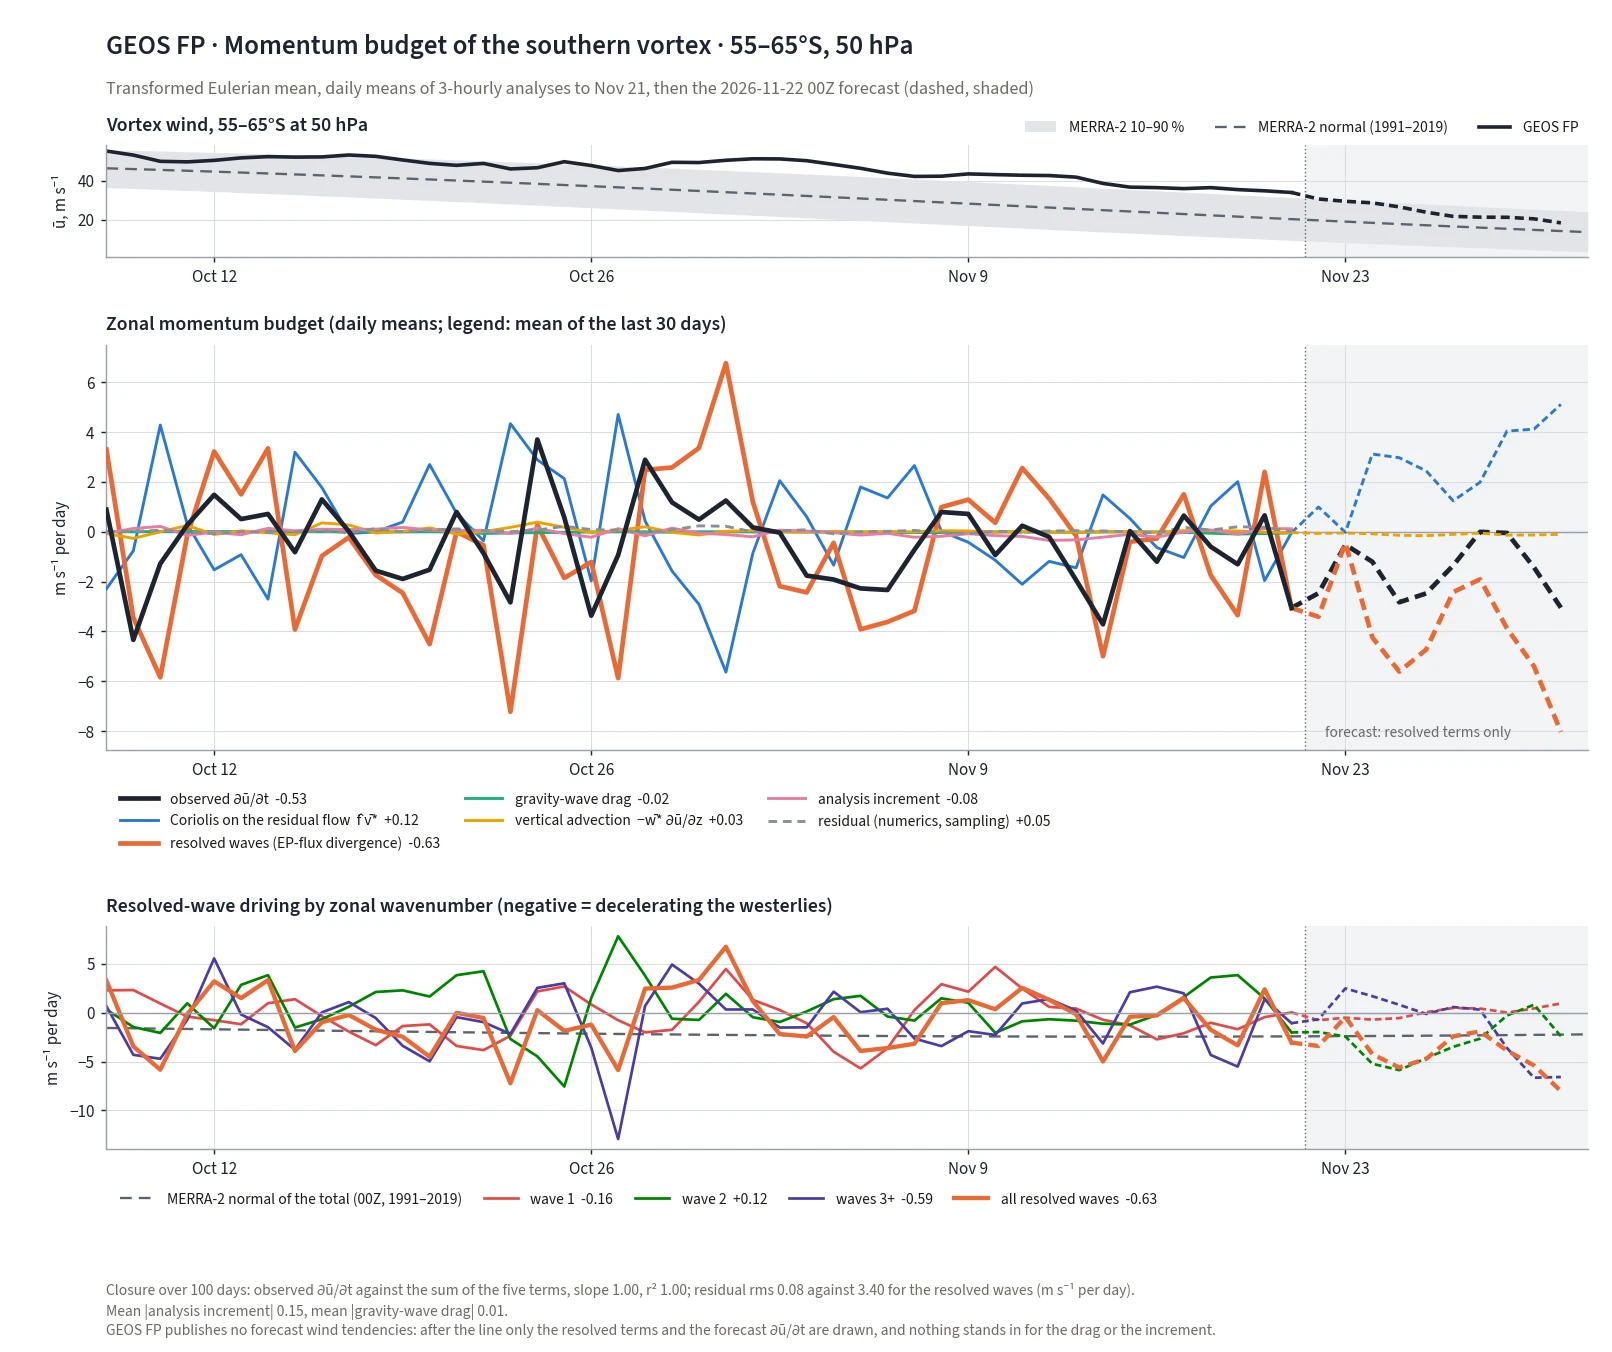 GEOS FP · Momentum budget of the southern vortex · 55–65°S, 50 hPa
Transformed Eulerian mean, daily means of 3-hourly analyses to Nov 21, then the 2026-11-22 00Z forecast (dashed, shaded)
Vortex wind, 55–65°S at 50 hPa
MERRA-2 10–90 %
MERRA-2 normal (1991–2019)
GEOS FP
ū, m s⁻¹
40
20
Oct 12
Oct 26
Nov 9
Nov 23
Zonal momentum budget (daily means; legend: mean of the last 30 days)
m s⁻¹ per day
6
4
2
0
−2
−4
−6
−8
forecast: resolved terms only
Oct 12
Oct 26
Nov 9
Nov 23
observed ∂ū/∂t -0.53
Coriolis on the residual flow f v̄* +0.12
resolved waves (EP-flux divergence) -0.63
gravity-wave drag -0.02
vertical advection −w̄* ∂ū/∂z +0.03
analysis increment -0.08
residual (numerics, sampling) +0.05
Resolved-wave driving by zonal wavenumber (negative = decelerating the westerlies)
m s⁻¹ per day
5
0
−5
−10
Oct 12
Oct 26
Nov 9
Nov 23
MERRA-2 normal of the total (00Z, 1991–2019)
wave 1 -0.16
wave 2 +0.12
waves 3+ -0.59
all resolved waves -0.63
Closure over 100 days: observed ∂ū/∂t against the sum of the five terms, slope 1.00, r² 1.00; residual rms 0.08 against 3.40 for the resolved waves (m s⁻¹ per day).
Mean |analysis increment| 0.15, mean |gravity-wave drag| 0.01.
GEOS FP publishes no forecast wind tendencies: after the line only the resolved terms and the forecast ∂ū/∂t are drawn, and nothing stands in for the drag or the increment.